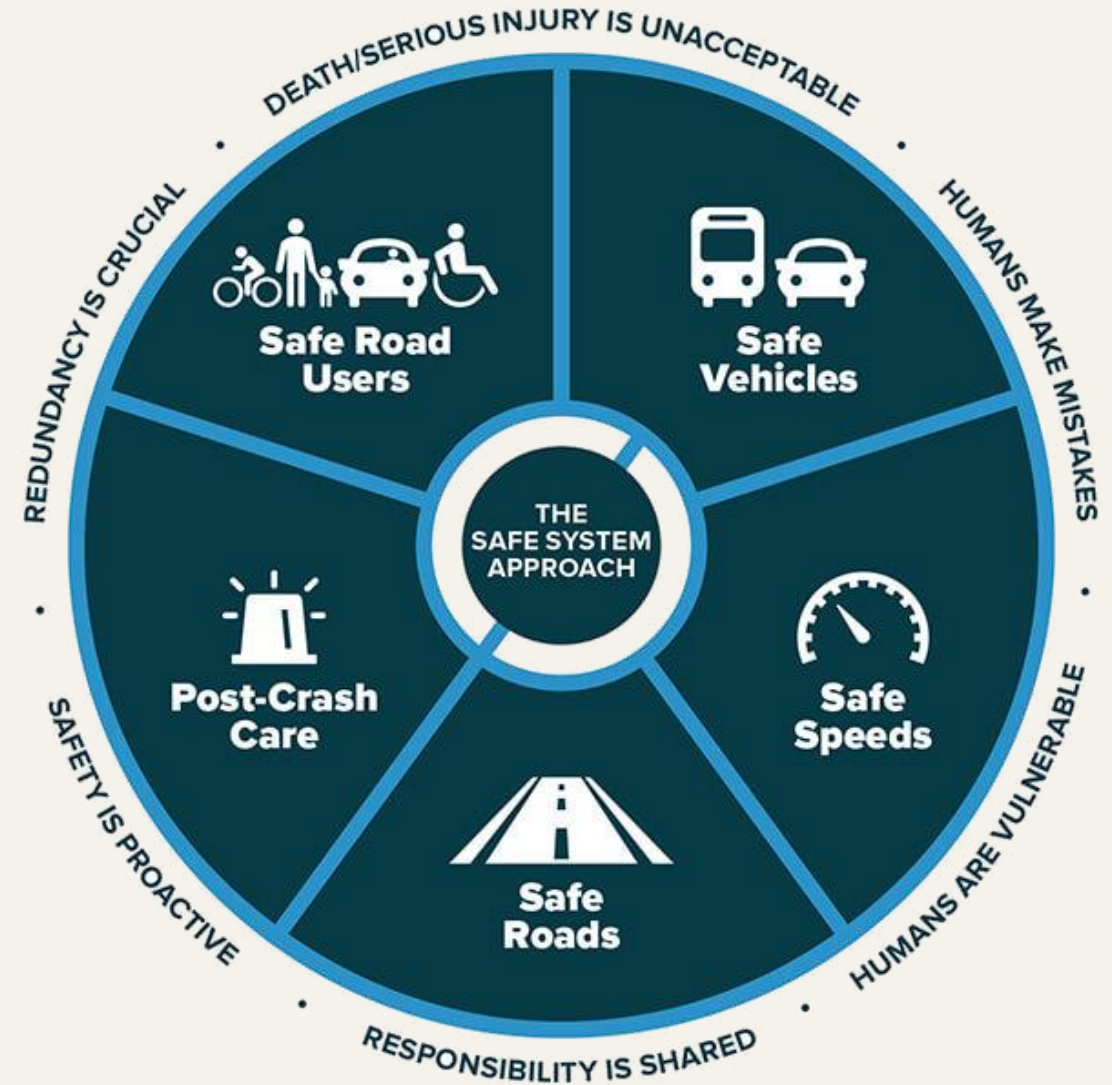 DEATH/SERIOUS INJURY IS UNACCEPTABLE
HUMANS MAKE MISTAKES
HUMANS ARE VULNERABLE
RESPONSIBILITY IS SHARED
SAFETY IS PROACTIVE
REDUNDANCY IS CRUCIAL
Safe Road
Users
Safe
Vehicles
Safe
Speeds
Safe
Roads
Post-Crash
Care
THE
SAFE SYSTEM
APPROACH